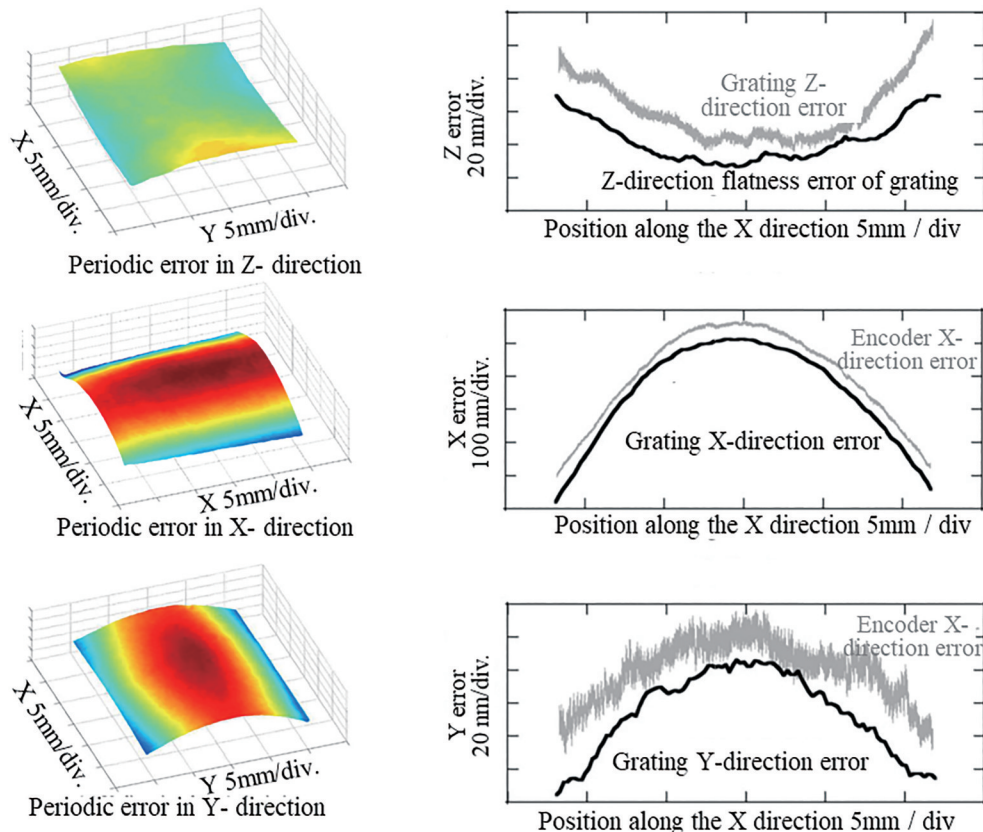 X 5mm/div.
Y 5mm/div.
Periodic error in Z- direction
Z error
20 nm/div.
Grating Z-
direction error
Z-direction flatness error of grating
Position along the X direction 5mm / div
X 5mm/div.
X 5mm/div.
Periodic error in X- direction
X error
100 nm/div.
Encoder X-
direction error
Grating X-direction error
Position along the X direction 5mm / div
X 5mm/div.
Y 5mm/div.
Periodic error in Y- direction
Y error
20 nm/div.
Encoder X-
direction error
Grating Y-direction error
Position along the X direction 5mm / div